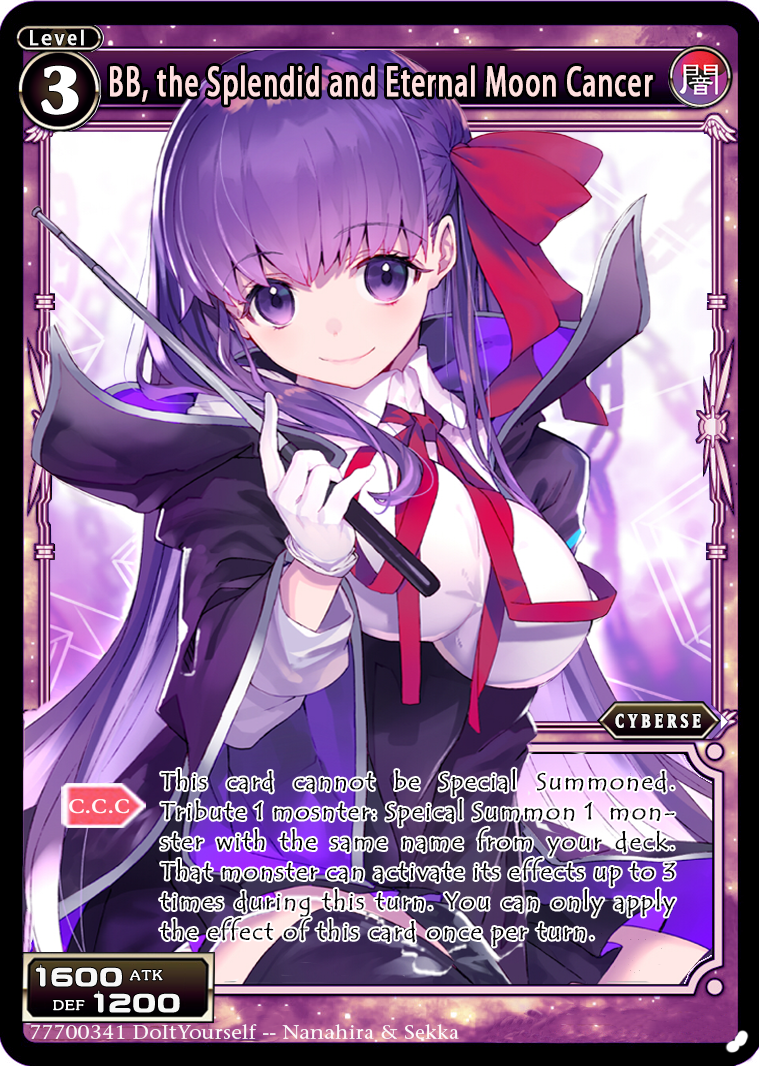 Level
3
BB, the Splendid and Eternal Moon Cancer
闇
CYBERSE
C.C.C
This card cannot be Special Summoned.
Tribute 1 mosnter: Speical Summon 1 mon-
ster with the same name from your deck.
That monster can activate its effects up to 3
times during this turn. You can only apply
the effect of this card once per turn.
1600 ATK
DEF 1200
77700341 DoItYourself -- Nanahira & Sekka